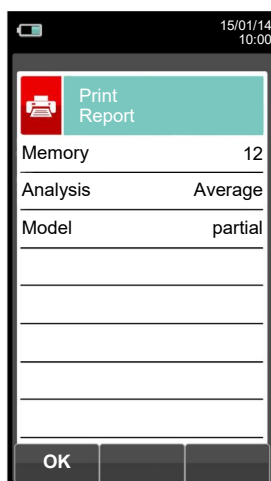 15/01/14
10:00
Print
Report
Memory 12
Analysis Average
Model partial
OK